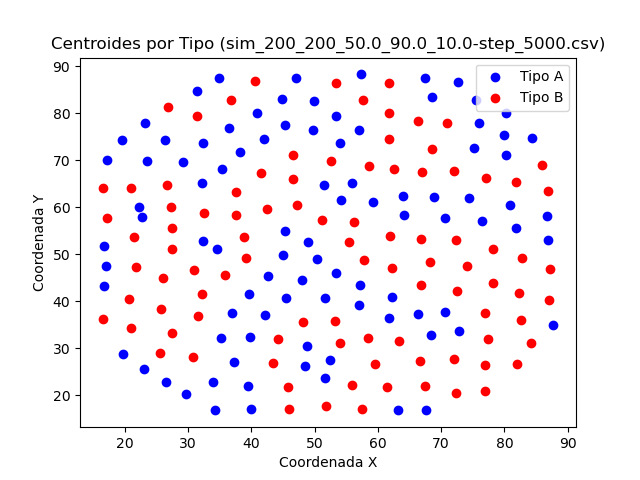 Centroides por Tipo (sim_200_200_50.0_90.0_10.0-step_5000.csv)
Tipo A
Tipo B
Coordenada Y
90
80
70
60
50
40
30
20
20 30 40 50 60 70 80 90
Coordenada X